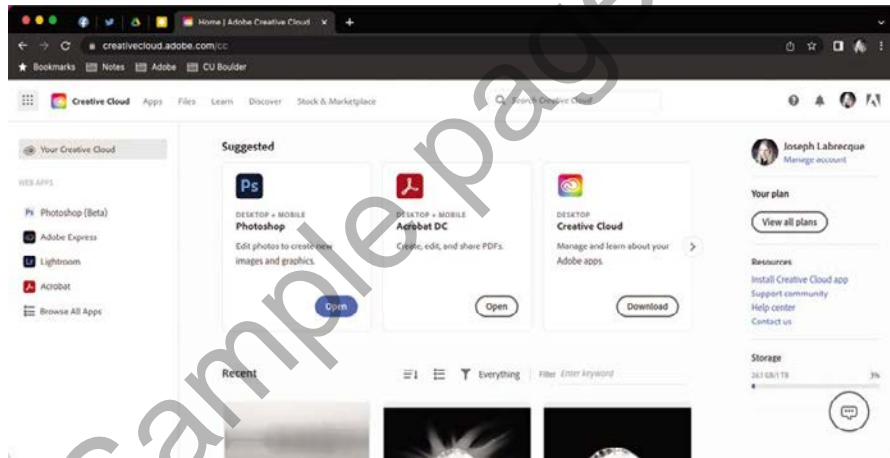 Home | Adobe Creative Cloud
creativecloud.adobe.com/cc
Bookmarks Notes Adobe CU Boulder
Creative Cloud Apps Files Learn Discover Stock & Marketplace Search Creative Cloud
Your Creative Cloud
WEB APPS
Ps Photoshop (Beta)
Adobe Express
Lr Lightroom
Acrobat
Browse All Apps
Suggested
Ps
DESKTOP + MOBILE
Photoshop
Edit photos to create new
images and graphics.
Open
DESKTOP + MOBILE
Acrobat DC
Create, edit, and share PDFs.
Open
DESKTOP
Creative Cloud
Manage and learn about your
Adobe apps.
Download
Recent
Everything Filter Enter keyword
Joseph Labrecque
Manage account
Your plan
View all plans
Resources
Install Creative Cloud app
Support community
Help center
Contact us
Storage
3%
Sample page